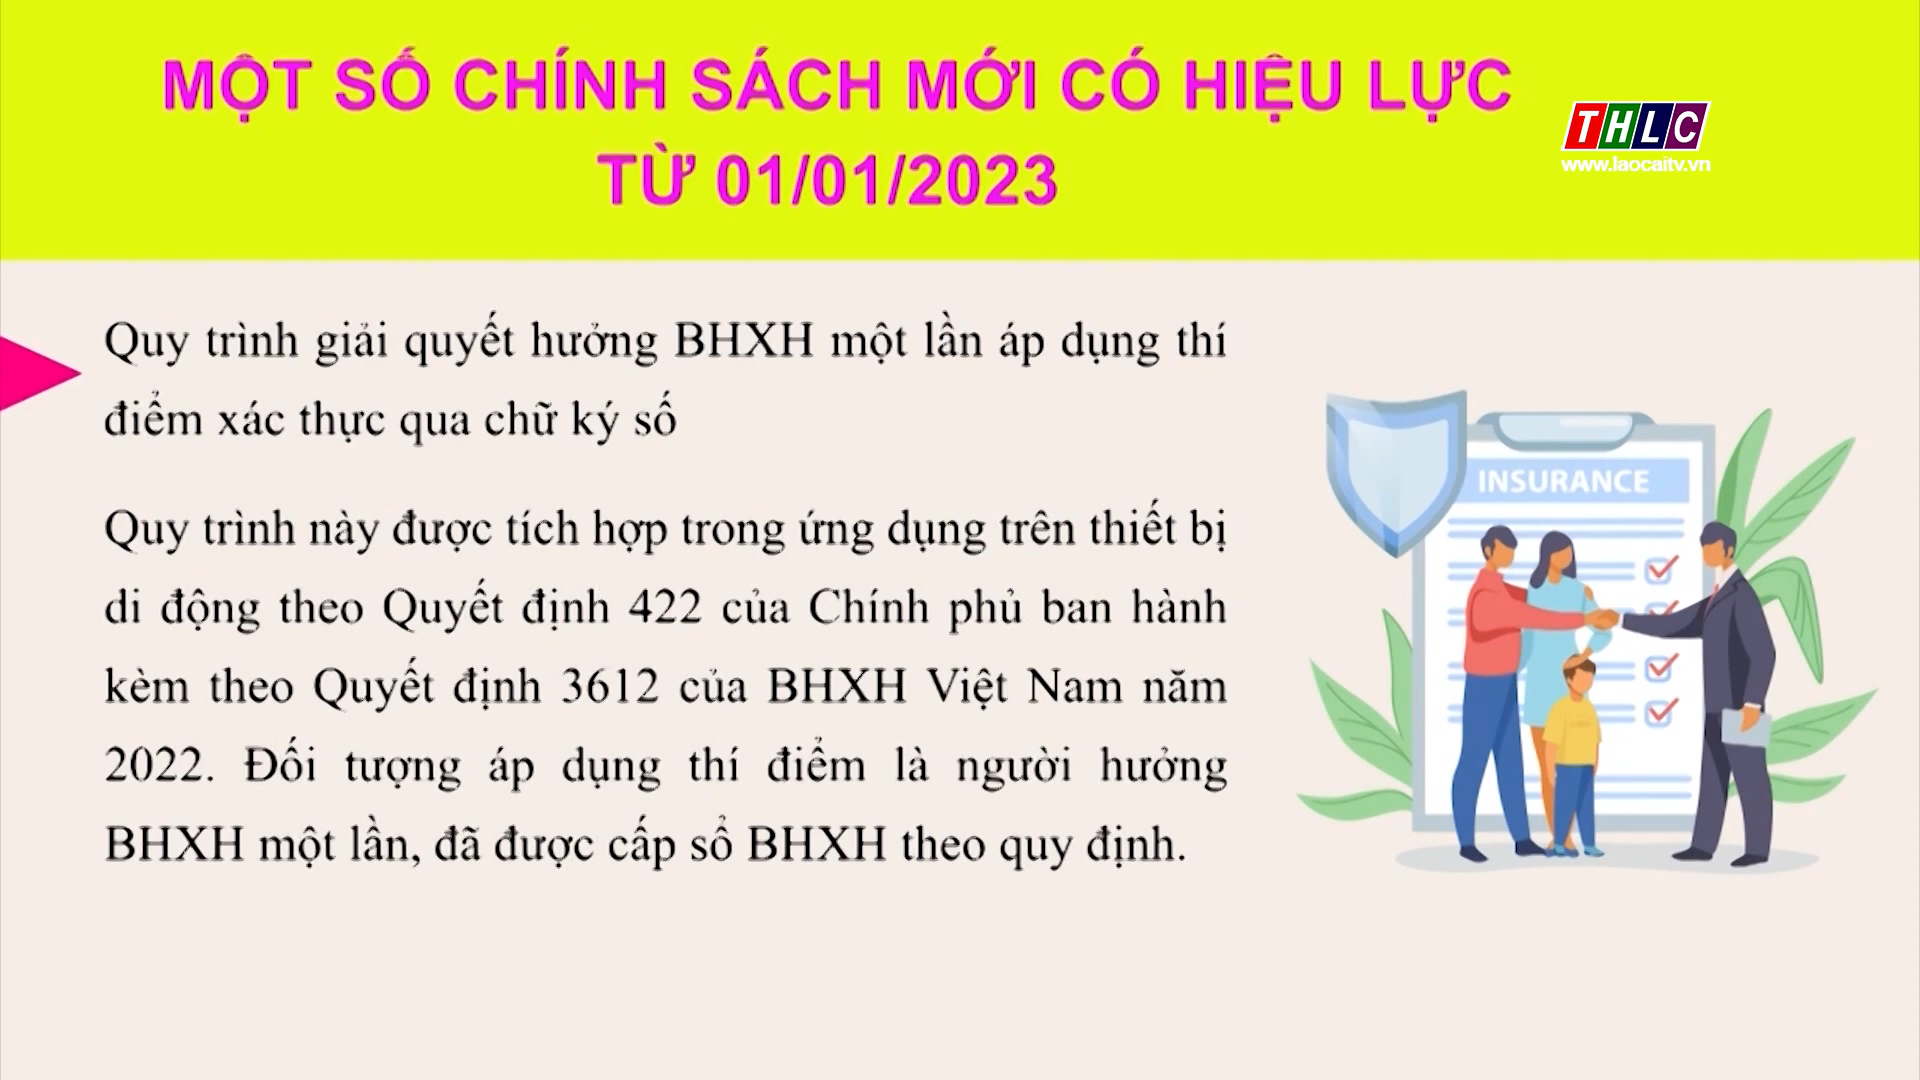 MỘT SỐ CHÍNH SÁCH MỚI CÓ HIỆU LỰC
TỪ 01/01/2023
THLC
www.laocaitv.vn
Quy trình giải quyết hưởng BHXH một lần áp dụng thí
điểm xác thực qua chữ ký số
Quy trình này được tích hợp trong ứng dụng trên thiết bị
di động theo Quyết định 422 của Chính phủ ban hành
kèm theo Quyết định 3612 của BHXH Việt Nam năm
2022. Đối tượng áp dụng thí điểm là người hưởng
BHXH một lần, đã được cấp sổ BHXH theo quy định.
INSURANCE